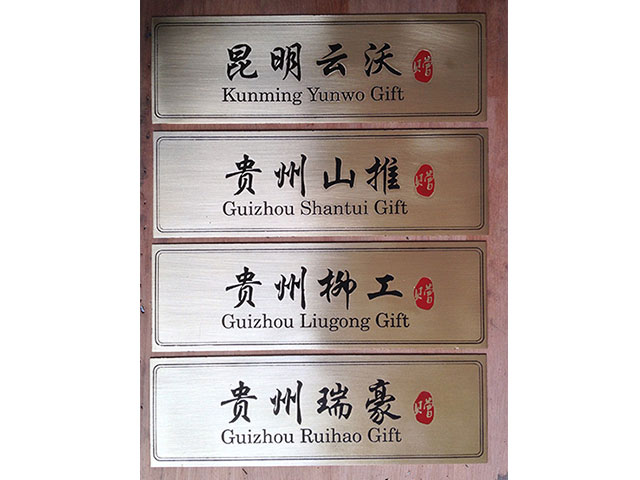 昆明云沃 赠
Kunming Yunwo Gift
贵州山推 赠
Guizhou Shantui Gift
贵州柳工 赠
Guizhou Liugong Gift
贵州瑞豪 赠
Guizhou Ruihao Gift